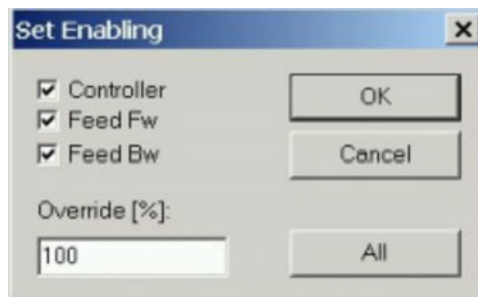 Set Enabling
Controller
OK
Feed Fw
Feed Bw
Cancel
Override [%]:
100
All